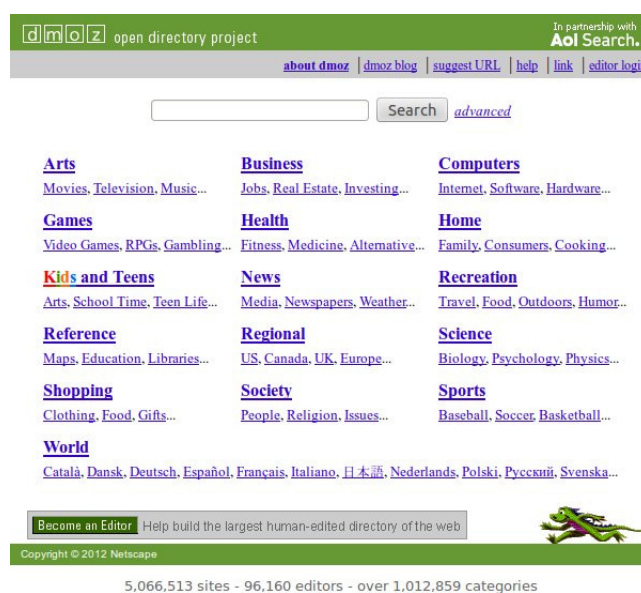 dmoz open directory project
In partnership with
Aol Search.
about dmoz | dmoz blog | suggest URL | help | link | editor logi
Search advanced
Arts Business Computers
Movies, Television, Music... Jobs, Real Estate, Investing... Internet, Software, Hardware...
Games Health Home
Video Games, RPGs, Gambling... Fitness, Medicine, Alternative... Family, Consumers, Cooking...
Kids and Teens News Recreation
Arts, School Time, Teen Life... Media, Newspapers, Weather... Travel, Food, Outdoors, Humor...
Reference Regional Science
Maps, Education, Libraries... US, Canada, UK, Europe... Biology, Psychology, Physics...
Shopping Society Sports
Clothing, Food, Gifts... People, Religion, Issues... Baseball, Soccer, Basketball...
World
Català, Dansk, Deutsch, Español, Français, Italiano, 日本語, Nederlands, Polski, Русский, Svenska...
Become an Editor Help build the largest human-edited directory of the web
Copyright © 2012 Netscape
5,066,513 sites - 96,160 editors - over 1,012,859 categories